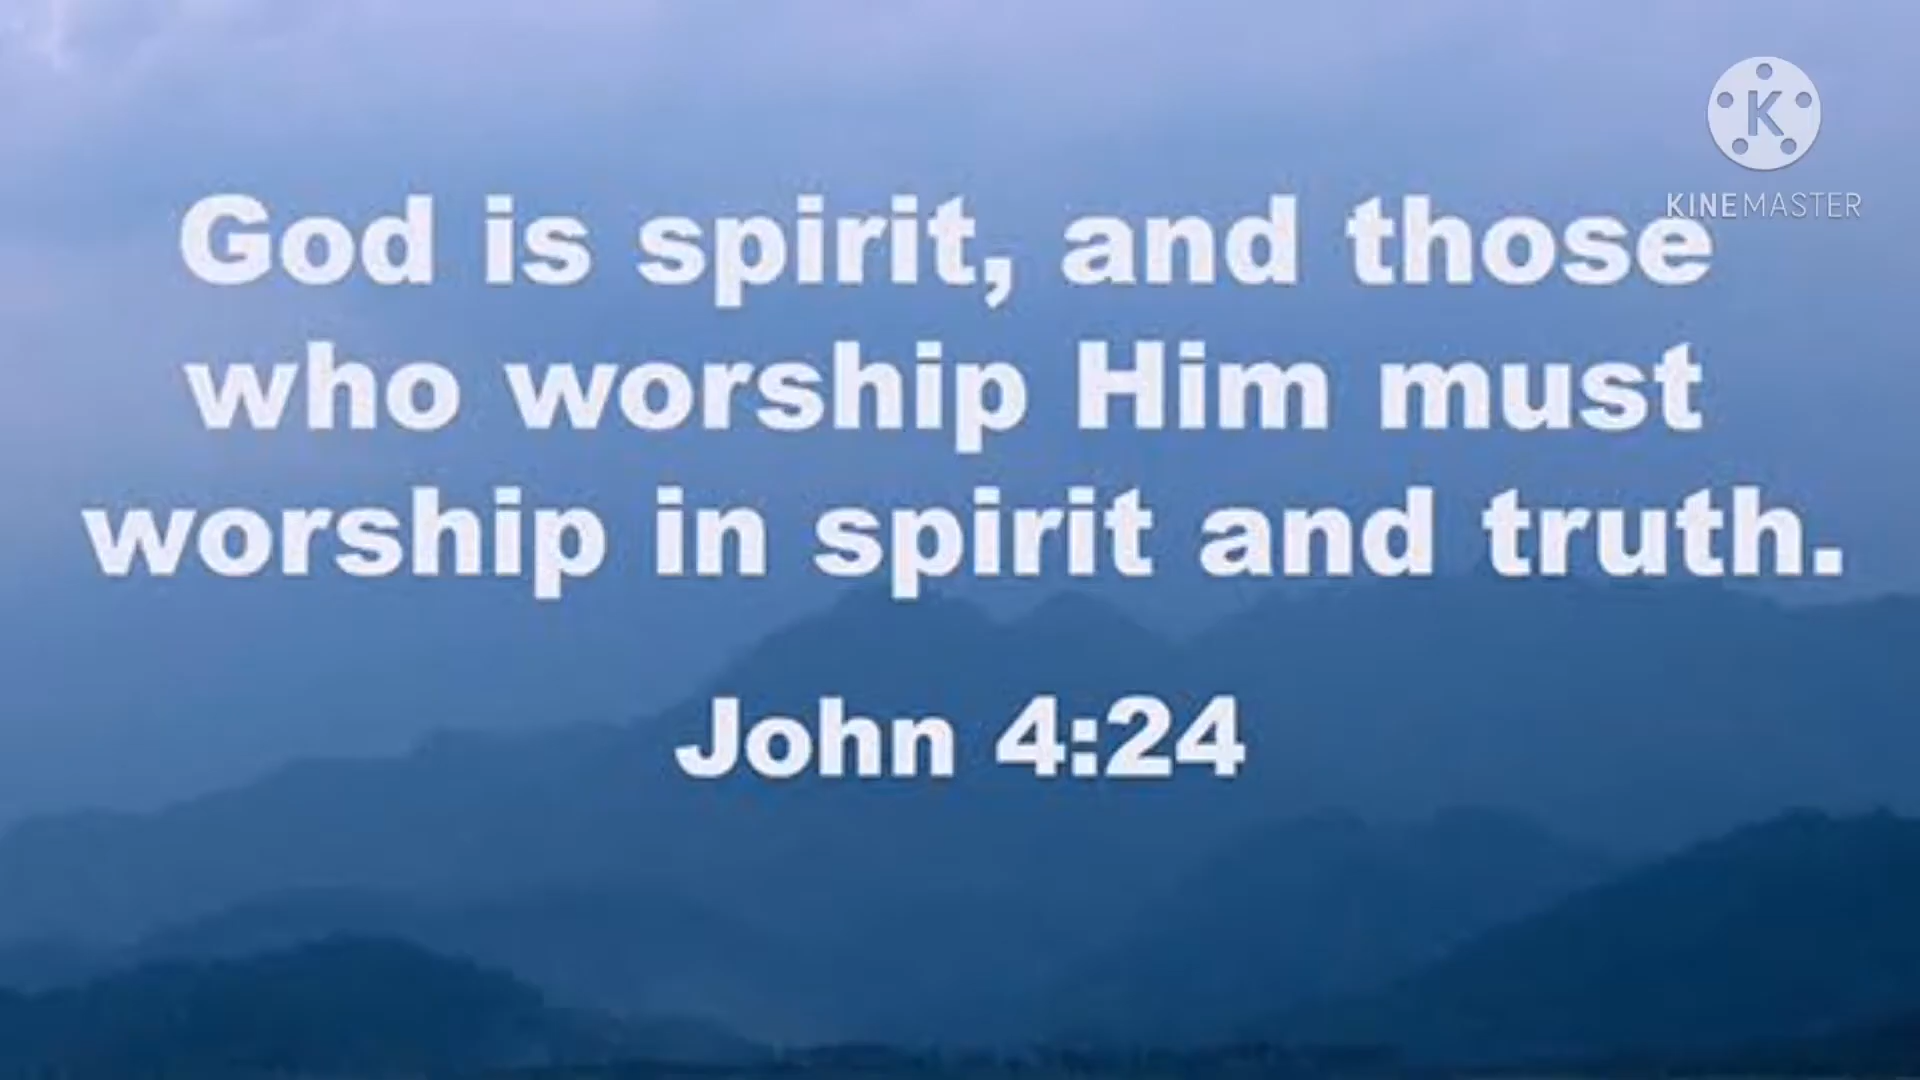 K
KINEMASTER
God is spirit, and those
who worship Him must
worship in spirit and truth.
John 4:24